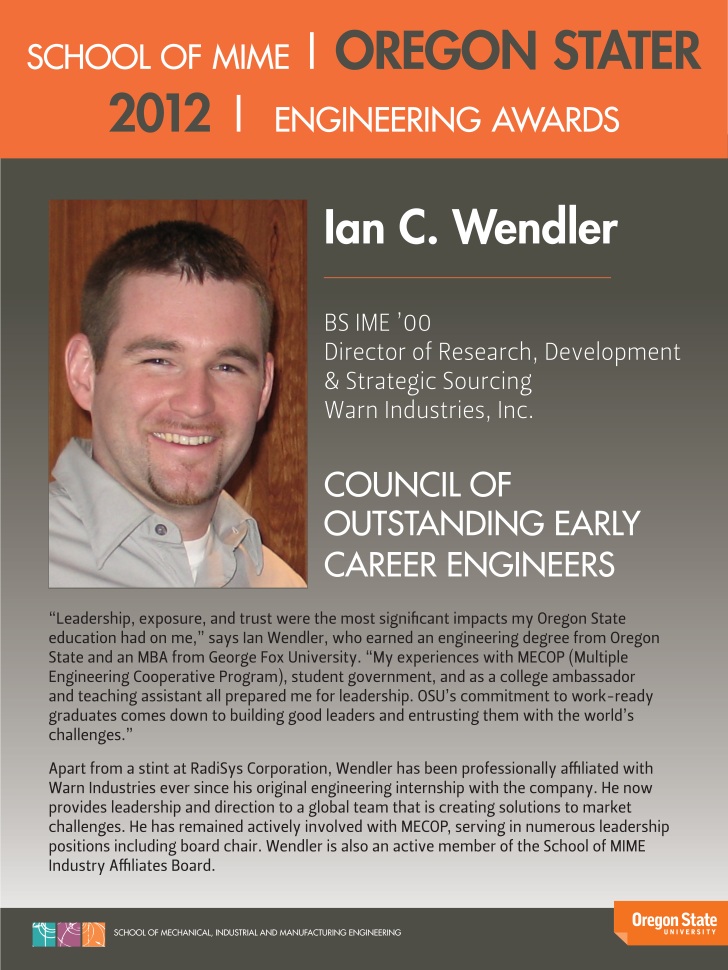 SCHOOL OF MIME | OREGON STATER
2012 | ENGINEERING AWARDS
Ian C. Wendler
BS IME ’00
Director of Research, Development
& Strategic Sourcing
Warn Industries, Inc.
COUNCIL OF
OUTSTANDING EARLY
CAREER ENGINEERS
“Leadership, exposure, and trust were the most significant impacts my Oregon State
education had on me,” says Ian Wendler, who earned an engineering degree from Oregon
State and an MBA from George Fox University. “My experiences with MECOP (Multiple
Engineering Cooperative Program), student government, and as a college ambassador
and teaching assistant all prepared me for leadership. OSU’s commitment to work-ready
graduates comes down to building good leaders and entrusting them with the world’s
challenges.”
Apart from a stint at RadiSys Corporation, Wendler has been professionally affiliated with
Warn Industries ever since his original engineering internship with the company. He now
provides leadership and direction to a global team that is creating solutions to market
challenges. He has remained actively involved with MECOP, serving in numerous leadership
positions including board chair. Wendler is also an active member of the School of MIME
Industry Affiliates Board.
SCHOOL OF MECHANICAL, INDUSTRIAL AND MANUFACTURING ENGINEERING
Oregon State
UNIVERSITY